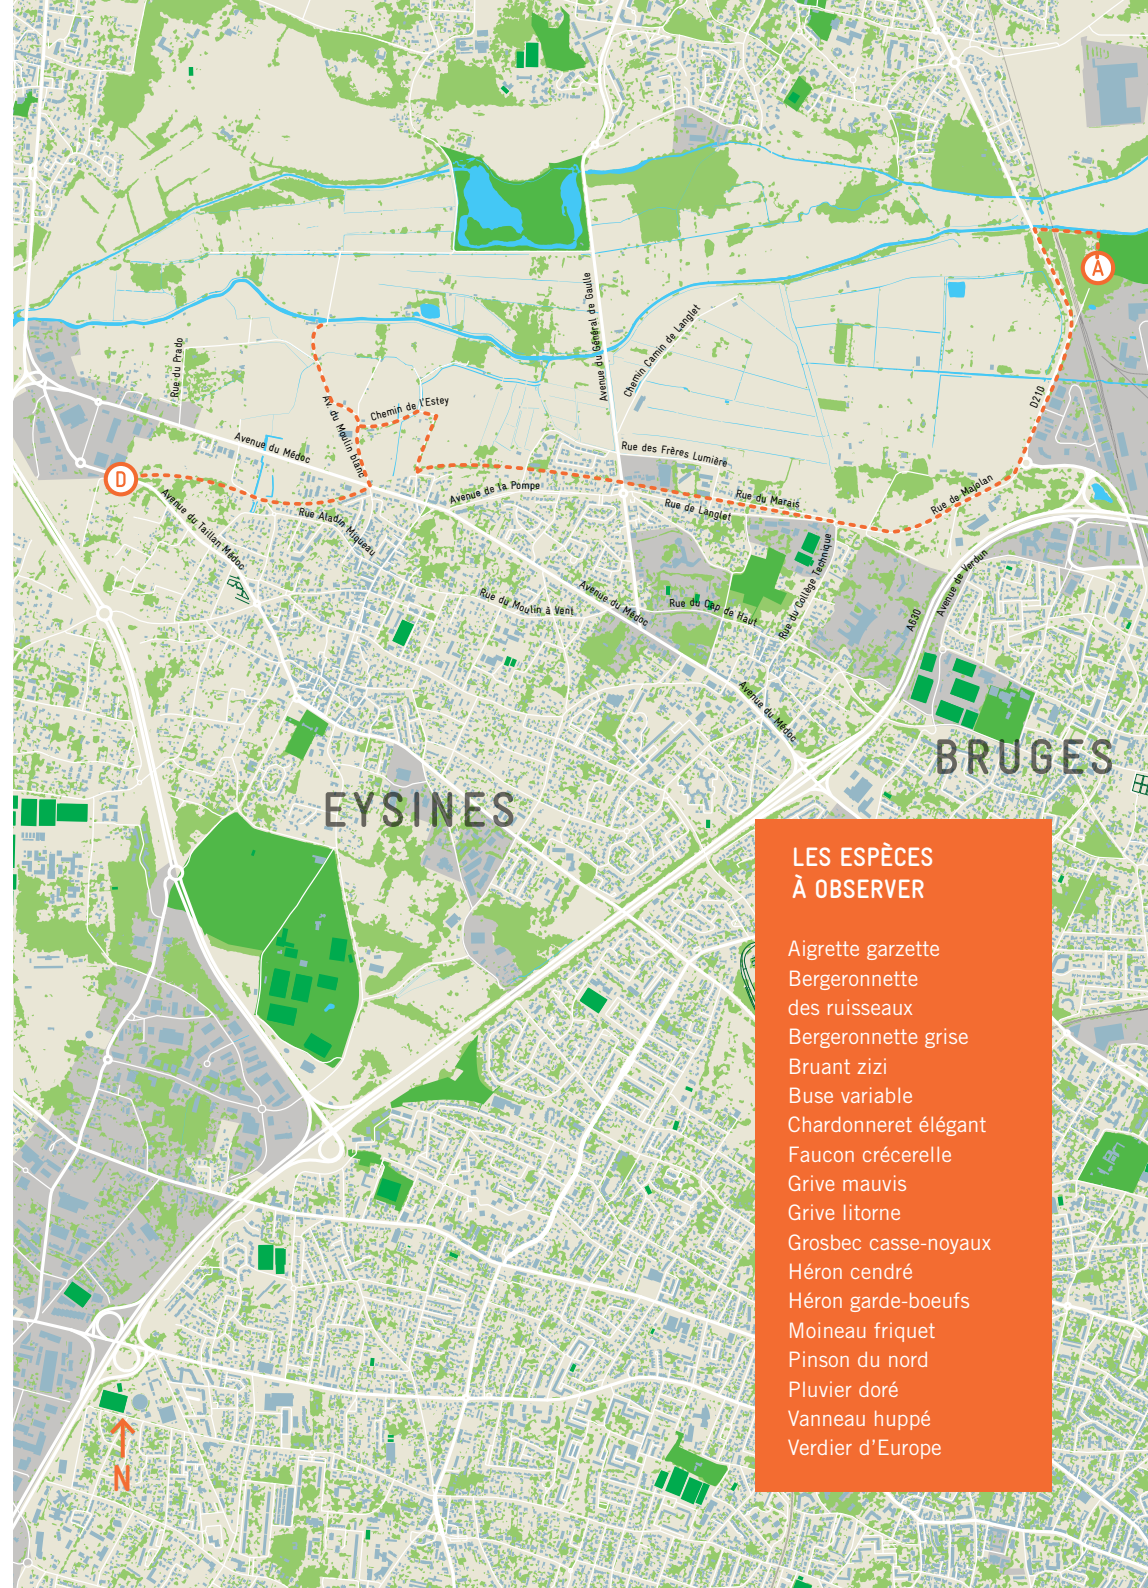 A
Avenue du Général de Gaulle
Chemin Camin de Langlet
Rue du Prado
D210
Chemin de l'Estey
Av. du Moulin blanc
Avenue du Médoc
Rue des Frères Lumière
D
Avenue de la Pompe
Rue du Marais
Rue de Majolan
Rue de Langlet
Avenue du Taillan Médoc
Rue Aladin Miqueau
Rue du Collège Technique
Avenue de Verdun
A630
Rue du Moulin à Vent
Avenue du Médoc
Rue du Cap de Haut
Avenue du Médoc
BRUGES
EYSINES
LES ESPÈCES
À OBSERVER
Aigrette garzette
Bergeronnette
des ruisseaux
Bergeronnette grise
Bruant zizi
Buse variable
Chardonneret élégant
Faucon crécerelle
Grive mauvis
Grive litorne
Grosbec casse-noyaux
Héron cendré
Héron garde-boeufs
Moineau friquet
Pinson du nord
Pluvier doré
Vanneau huppé
Verdier d'Europe
N